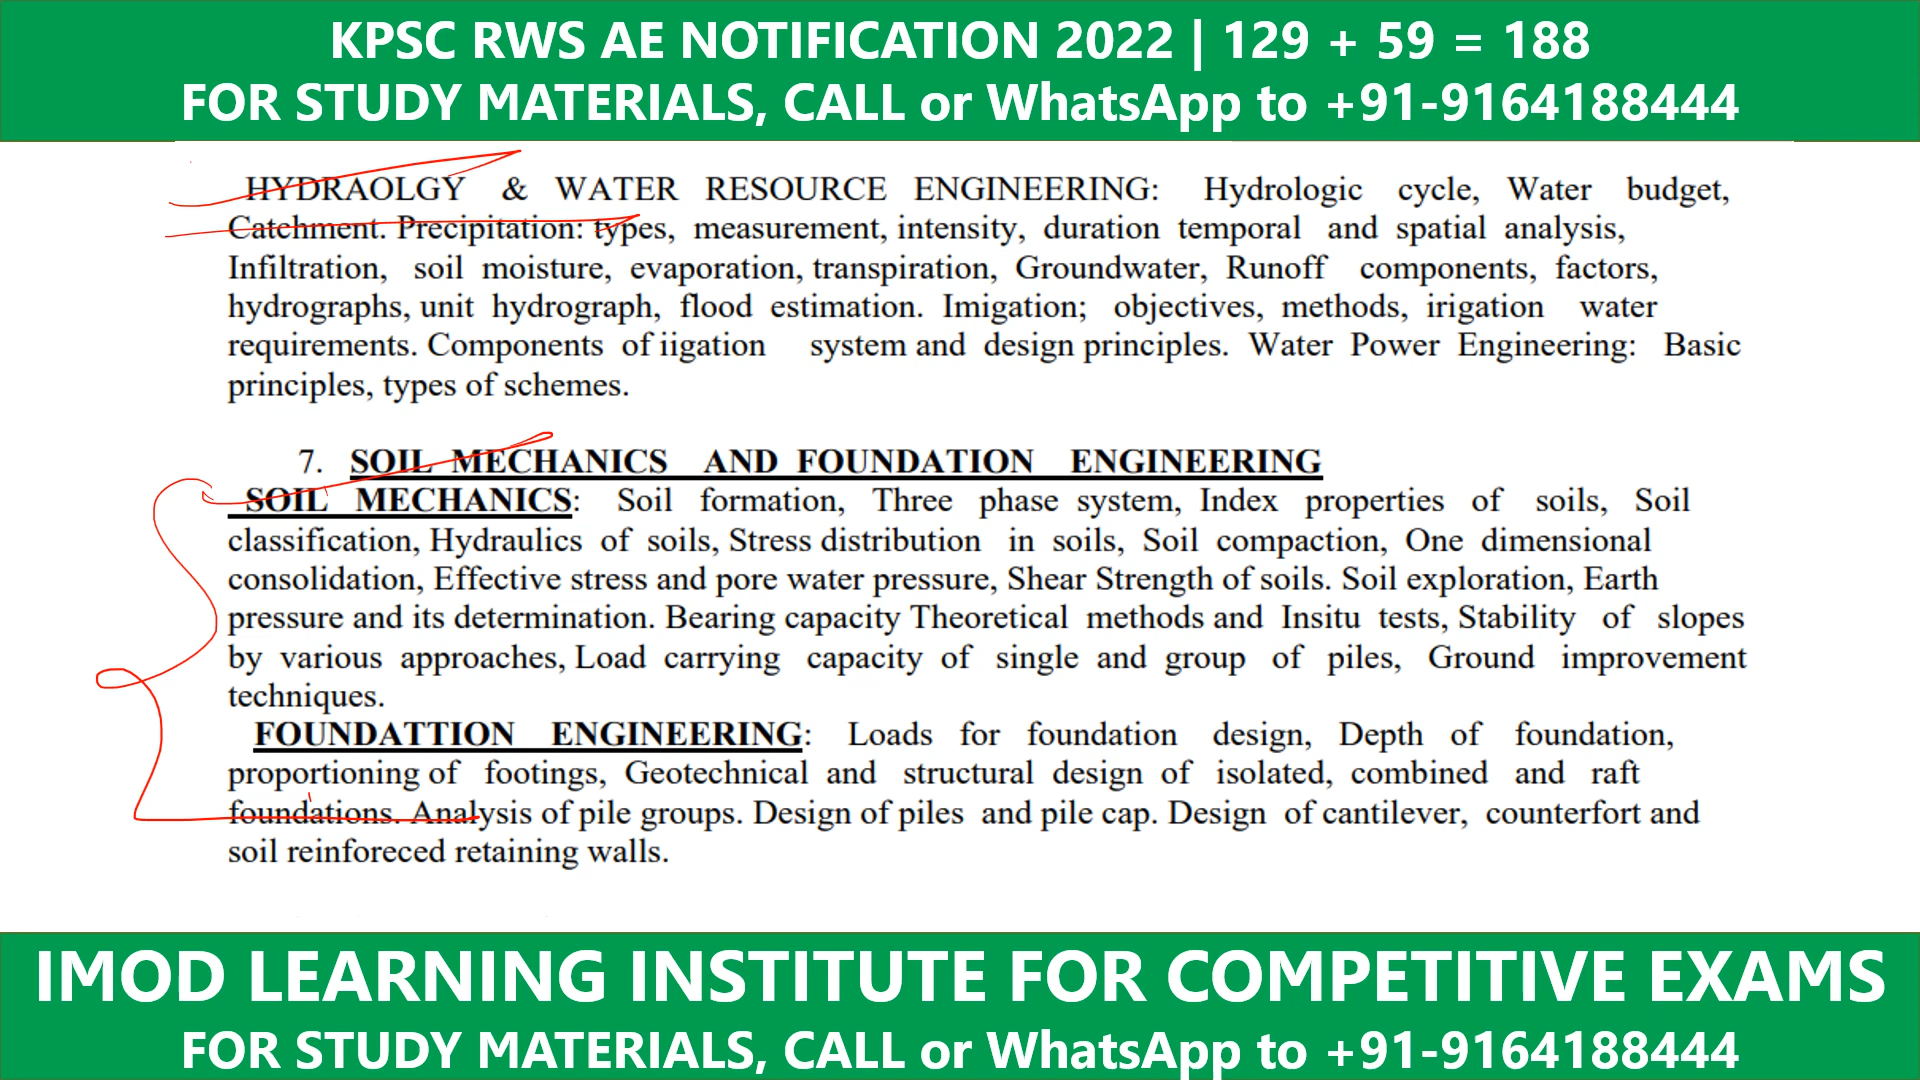 KPSC RWS AE NOTIFICATION 2022 | 129 + 59 = 188
FOR STUDY MATERIALS, CALL or WhatsApp to +91-9164188444
HYDRAOLGY & WATER RESOURCE ENGINEERING: Hydrologic cycle, Water budget,
Catchment. Precipitation: types, measurement, intensity, duration temporal and spatial analysis,
Infiltration, soil moisture, evaporation, transpiration, Groundwater, Runoff components, factors,
hydrographs, unit hydrograph, flood estimation. Imigation; objectives, methods, irigation water
requirements. Components of iigation system and design principles. Water Power Engineering: Basic
principles, types of schemes.
7. SOIL MECHANICS AND FOUNDATION ENGINEERING
SOIL MECHANICS: Soil formation, Three phase system, Index properties of soils, Soil
classification, Hydraulics of soils, Stress distribution in soils, Soil compaction, One dimensional
consolidation, Effective stress and pore water pressure, Shear Strength of soils. Soil exploration, Earth
pressure and its determination. Bearing capacity Theoretical methods and Insitu tests, Stability of slopes
by various approaches, Load carrying capacity of single and group of piles, Ground improvement
techniques.
FOUNDATTION ENGINEERING: Loads for foundation design, Depth of foundation,
proportioning of footings, Geotechnical and structural design of isolated, combined and raft
foundations. Analysis of pile groups. Design of piles and pile cap. Design of cantilever, counterfort and
soil reinforeced retaining walls.
IMOD LEARNING INSTITUTE FOR COMPETITIVE EXAMS
FOR STUDY MATERIALS, CALL or WhatsApp to +91-9164188444